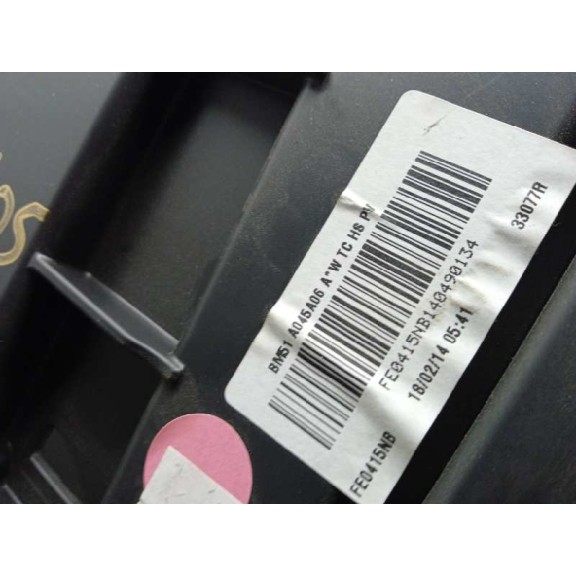 8M51 A045A06 A*W TC HS PV
33077R
FE0415NB140490134
18/02/14 05:41
FE0415NB